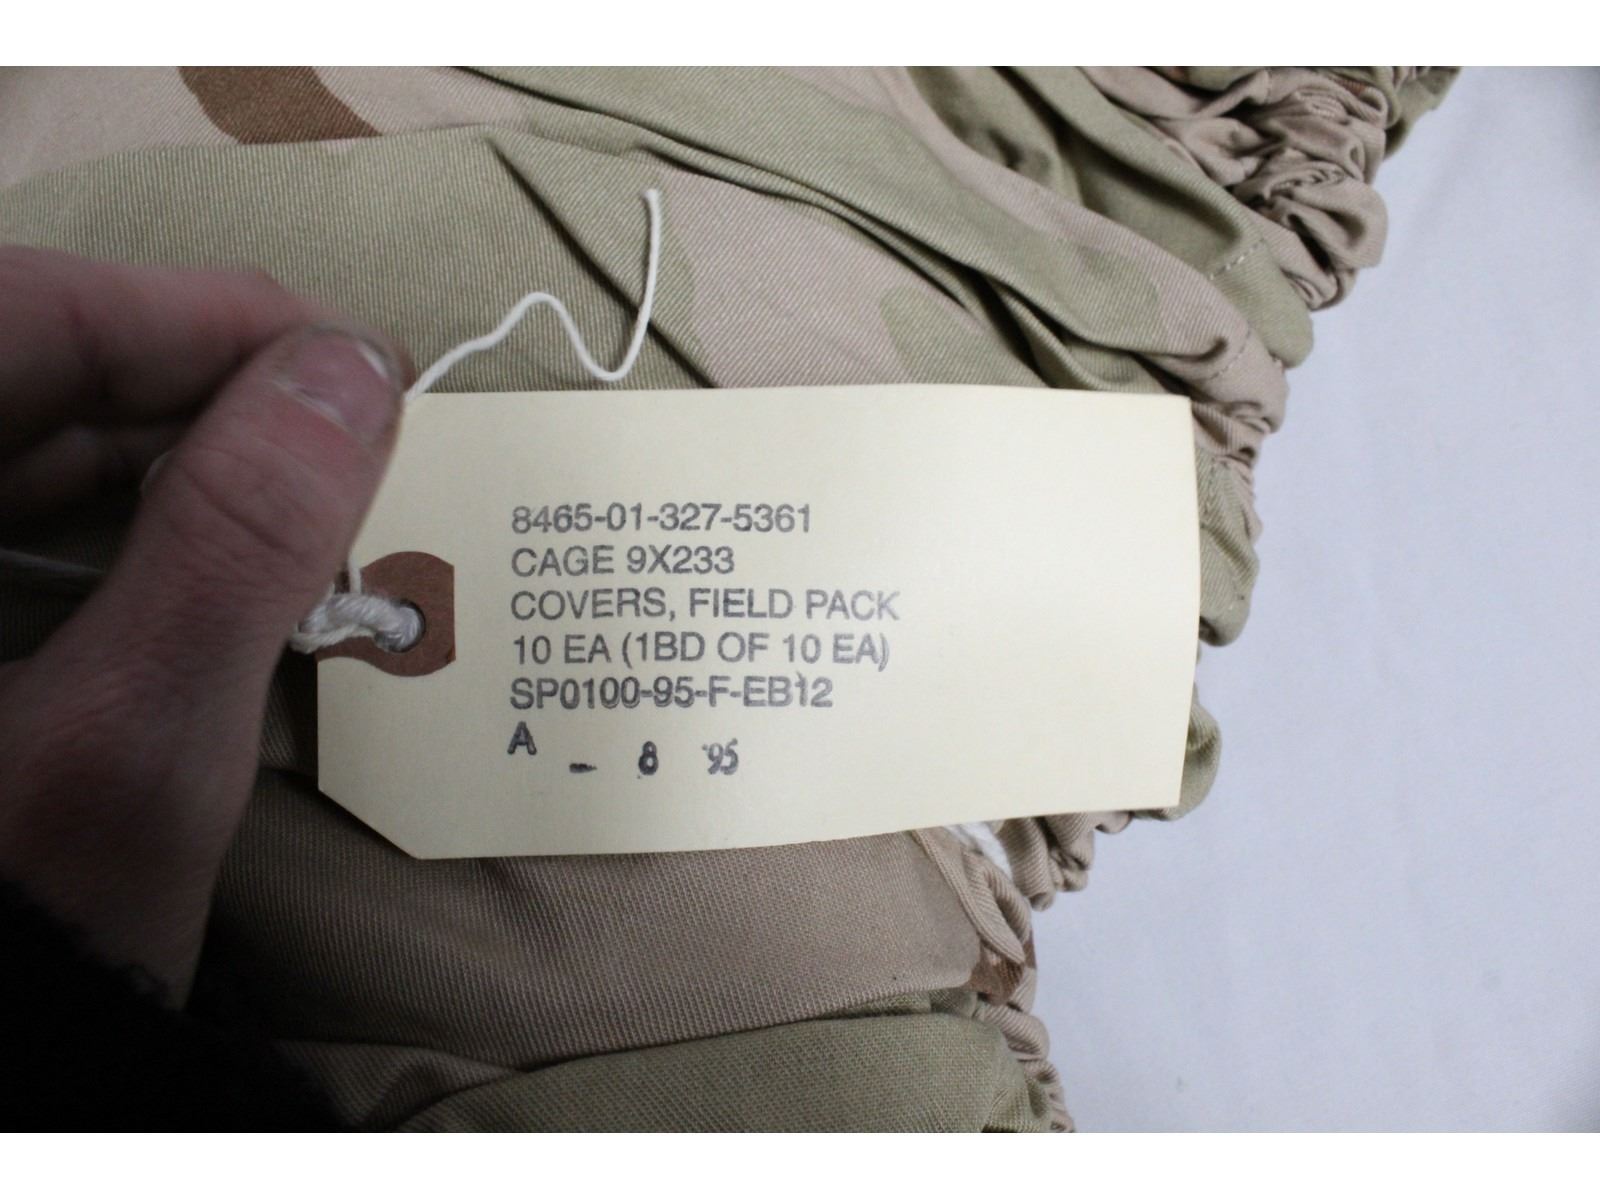 8465-01-327-5361
CAGE 9X233
COVERS, FIELD PACK
10 EA (1BD OF 10 EA)
SP0100-95-F-EB12
A - 8 '95